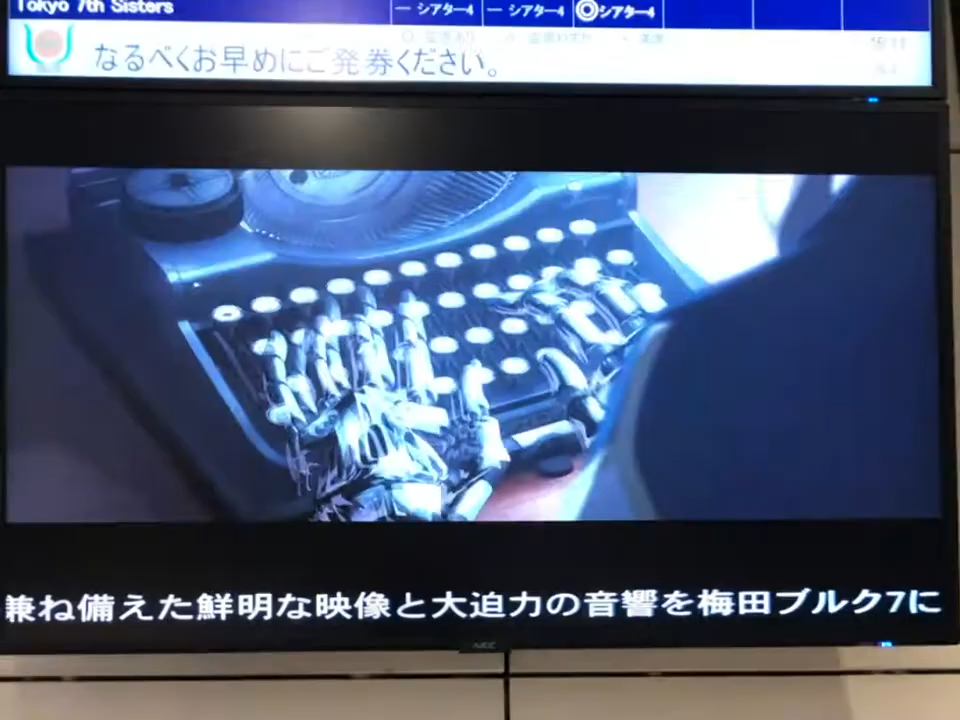 Tokyo 7th Sisters
― シアター4
― シアター4
◎シアター4
なるべくお早めにご発券ください。
兼ね備えた鮮明な映像と大迫力の音響を梅田ブルク7に
NEC